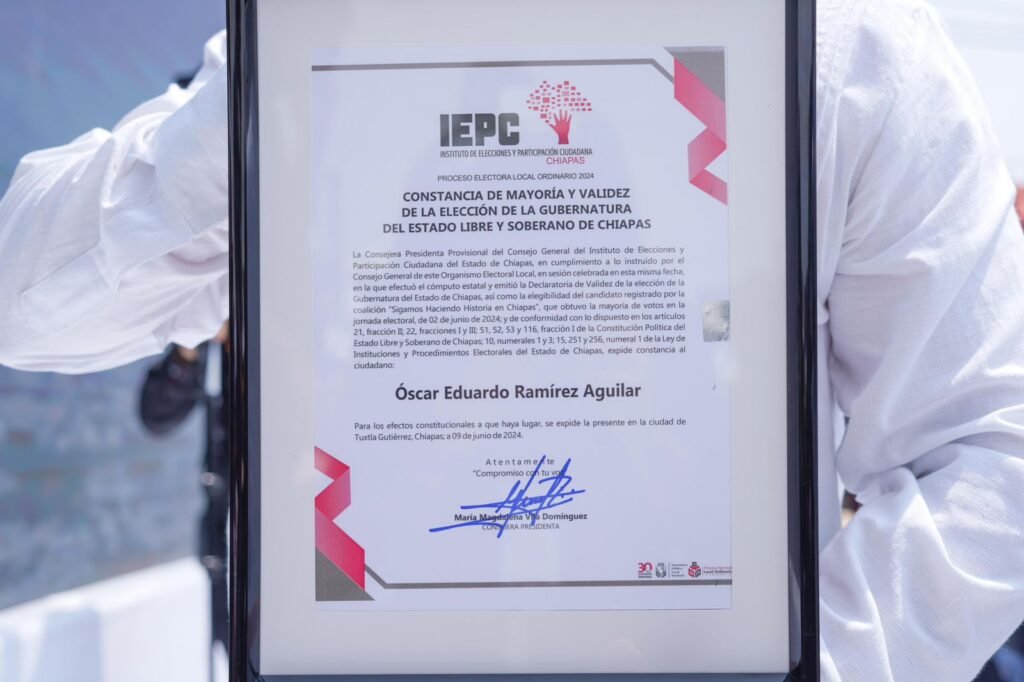 IEPC
INSTITUTO DE ELECCIONES Y PARTICIPACIÓN CIUDADANA
CHIAPAS
PROCESO ELECTORA LOCAL ORDINARIO 2024
CONSTANCIA DE MAYORÍA Y VALIDEZ
DE LA ELECCIÓN DE LA GUBERNATURA
DEL ESTADO LIBRE Y SOBERANO DE CHIAPAS
La Consejera Presidenta Provisional del Consejo General del Instituto de Elecciones y
Participación Ciudadana del Estado de Chiapas, en cumplimiento a lo instruido por el
Consejo General de este Organismo Electoral Local, en sesión celebrada en esta misma fecha,
en la que efectuó el cómputo estatal y emitió la Declaratoria de Validez de la elección de la
Gubernatura del Estado de Chiapas, así como la elegibilidad del candidato registrado por la
coalición "Sigamos Haciendo Historia en Chiapas", que obtuvo la mayoría de votos en la
jornada electoral, de 02 de junio de 2024; y de conformidad con lo dispuesto en los artículos
21, fracción II; 22, fracciones I y III; 51, 52, 53 y 116, fracción I de la Constitución Política del
Estado Libre y Soberano de Chiapas; 10, numerales 1 y 3; 15, 251 y 256, numeral 1 de la Ley de
Instituciones y Procedimientos Electorales del Estado de Chiapas, expide constancia al
ciudadano:
Óscar Eduardo Ramírez Aguilar
Para los efectos constitucionales a que haya lugar, se expide la presente en la ciudad de
Tuxtla Gutiérrez, Chiapas; a 09 de junio de 2024.
Atentamente
"Compromiso con tu voz"
María Magdalena Vila Domínguez
CONSEJERA PRESIDENTA
30
Local Ordinario